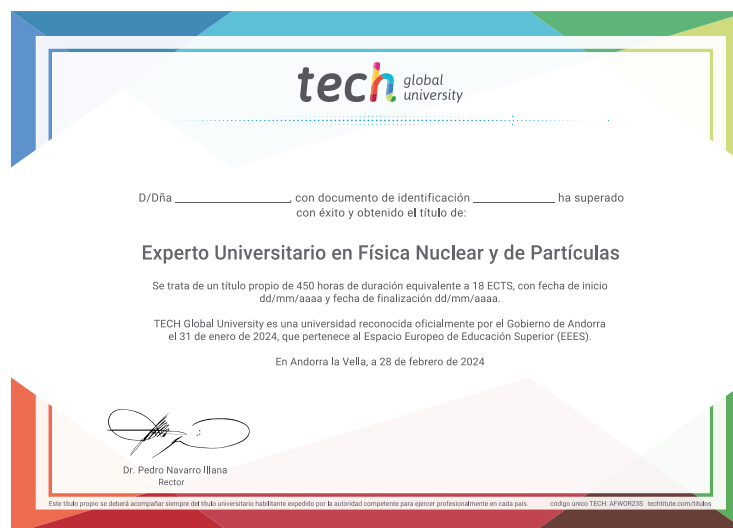 tech global university
D/Dña ______________, con documento de identificación ______________ ha superado
con éxito y obtenido el título de:
Experto Universitario en Física Nuclear y de Partículas
Se trata de un título propio de 450 horas de duración equivalente a 18 ECTS, con fecha de inicio
dd/mm/aaaa y fecha de finalización dd/mm/aaaa.
TECH Global University es una universidad reconocida oficialmente por el Gobierno de Andorra
el 31 de enero de 2024, que pertenece al Espacio Europeo de Educación Superior (EEES).
En Andorra la Vella, a 28 de febrero de 2024
Dr. Pedro Navarro Illana
Rector
Este título propio se deberá acompañar siempre del título universitario habilitante expedido por la autoridad competente para ejercer profesionalmente en cada país. código único TECH: AFWOR23S techtitute.com/titulos